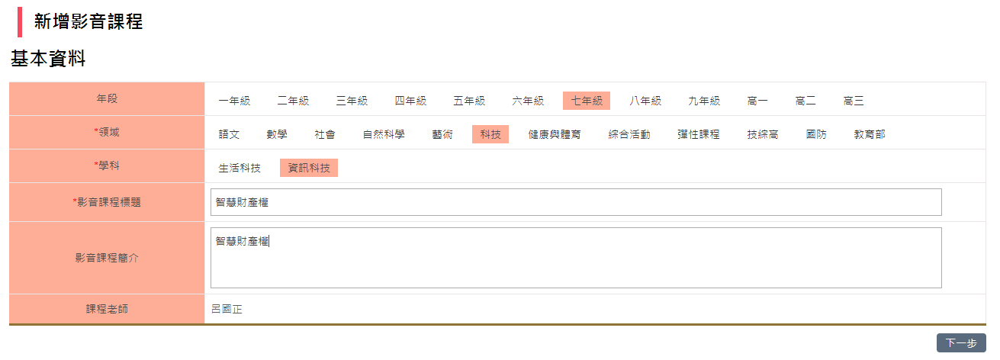 新增影音課程
基本資料
年段 一年級 二年級 三年級 四年級 五年級 六年級 七年級 八年級 九年級 高一 高二 高三
*領域 語文 數學 社會 自然科學 藝術 科技 健康與體育 綜合活動 彈性課程 技綜高 國防 教育部
*學科 生活科技 資訊科技
*影音課程標題 智慧財產權
智慧財產權
影音課程簡介
課程老師 呂國正
下一步